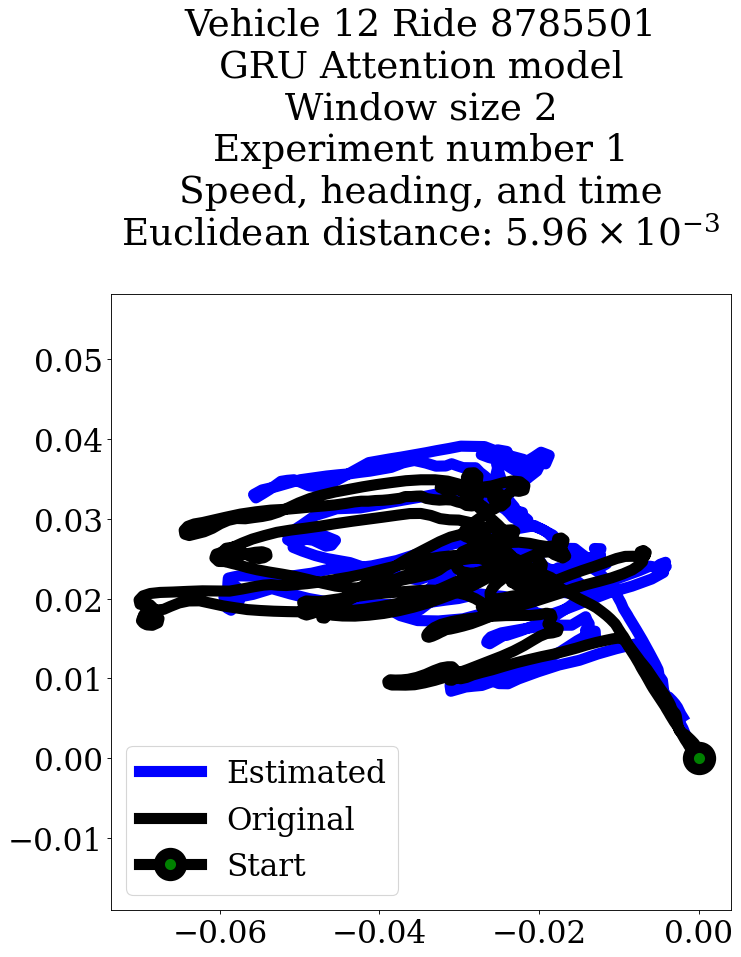 Vehicle 12 Ride 8785501
GRU Attention model
Window size 2
Experiment number 1
Speed, heading, and time
Euclidean distance: 5.96 × 10⁻³
0.05
0.04
0.03
0.02
0.01
0.00
−0.01
Estimated
Original
Start
−0.06 −0.04 −0.02 0.00